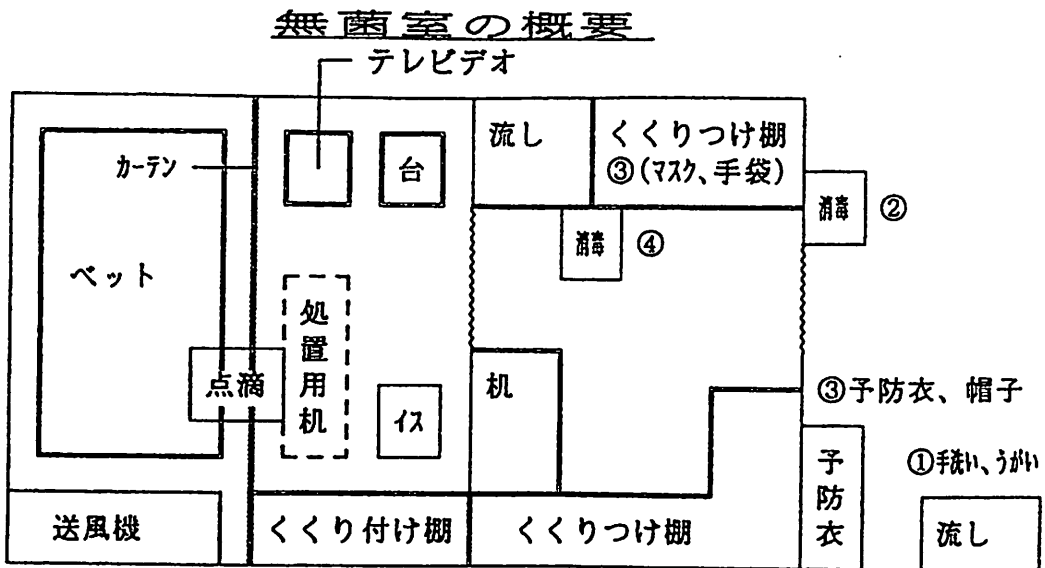 無菌室の概要
テレビデオ
カーテン
台
流し
くくりつけ棚
③(マスク、手袋)
消毒
②
消毒
④
ベット
処置用机
点滴
イス
机
③予防衣、帽子
予防衣
①手洗い、うがい
流し
送風機
くくり付け棚
くくりつけ棚